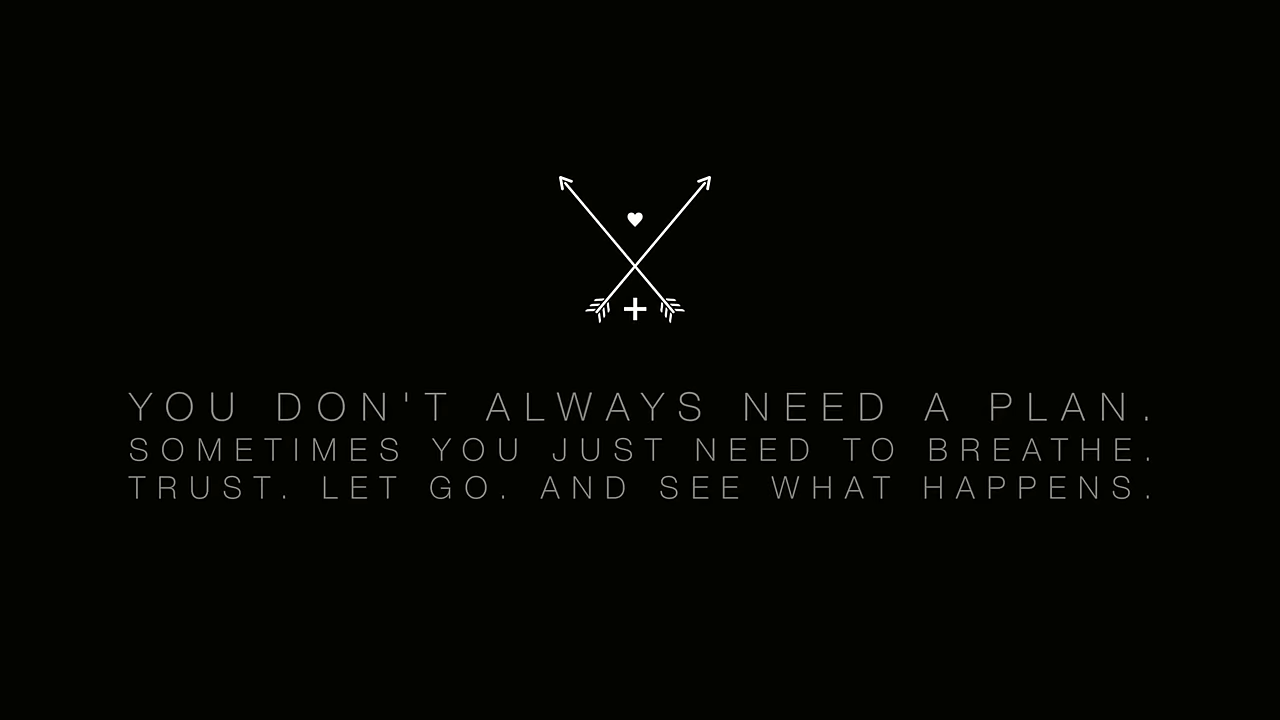 YOU DON'T ALWAYS NEED A PLAN.
SOMETIMES YOU JUST NEED TO BREATHE.
TRUST. LET GO. AND SEE WHAT HAPPENS.